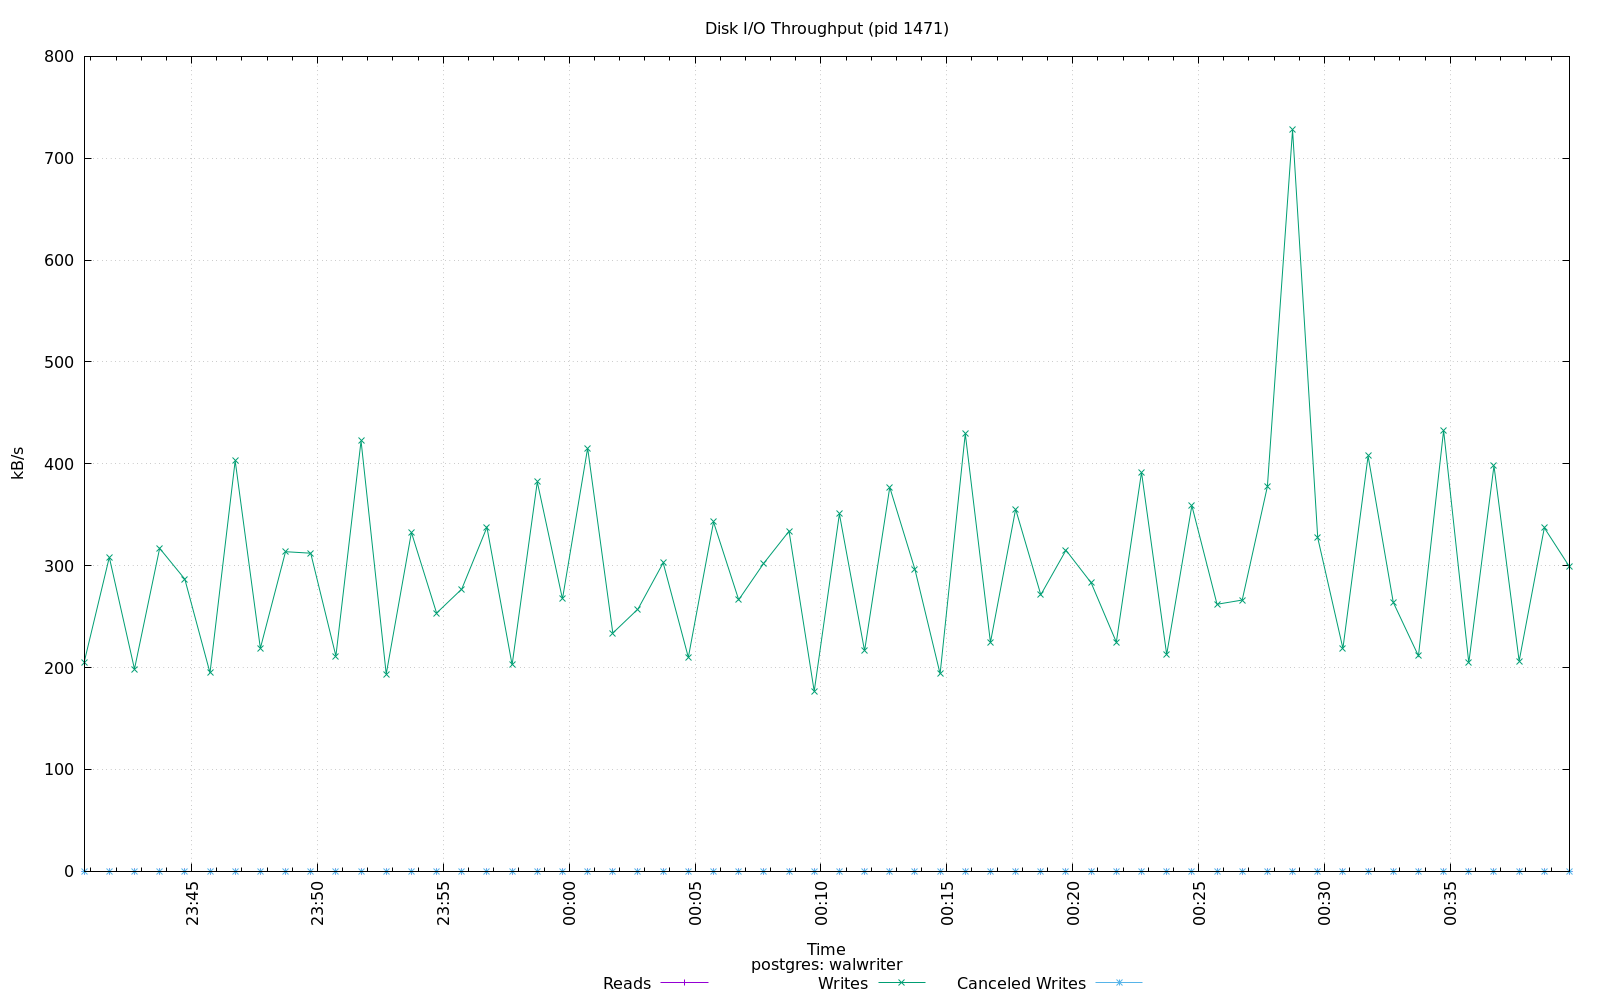 Disk I/O Throughput (pid 1471)
800
700
600
500
400
300
200
100
0
kB/s
23:45 23:50 23:55 00:00 00:05 00:10 00:15 00:20 00:25 00:30 00:35
Time
postgres: walwriter
Reads Writes Canceled Writes